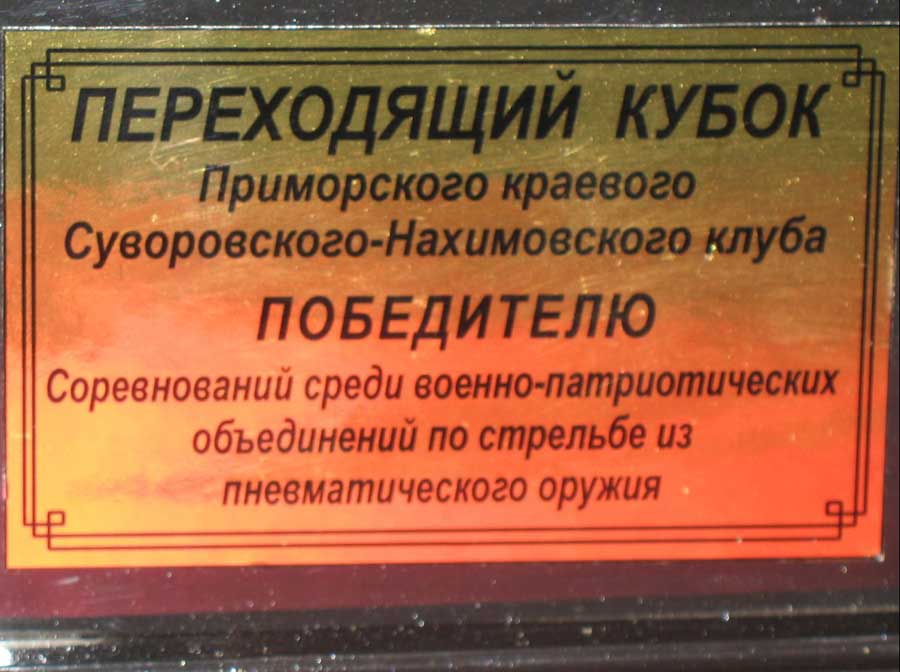 ПЕРЕХОДЯЩИЙ КУБОК
Приморского краевого
Суворовского-Нахимовского клуба
ПОБЕДИТЕЛЮ
Соревнований среди военно-патриотических
объединений по стрельбе из
пневматического оружия